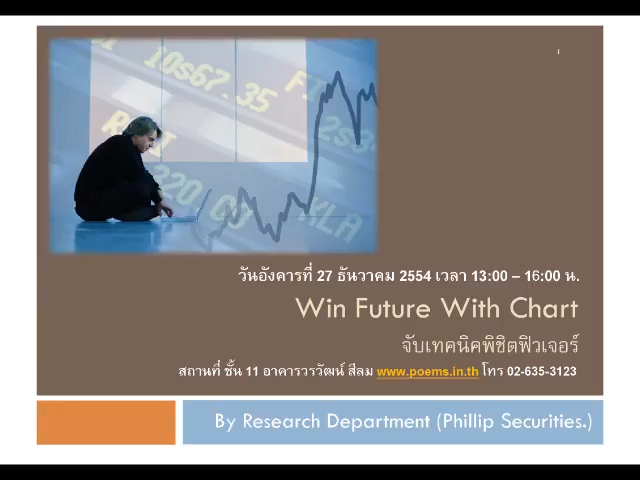 10s67.35
1
วันอังคารที่ 27 ธันวาคม 2554 เวลา 13:00 – 16:00 น.
Win Future With Chart
จับเทคนิคพิชิตฟิวเจอร์
สถานที่ ชั้น 11 อาคารวรวัฒน์ สีลม www.poems.in.th โทร 02-635-3123
By Research Department (Phillip Securities.)